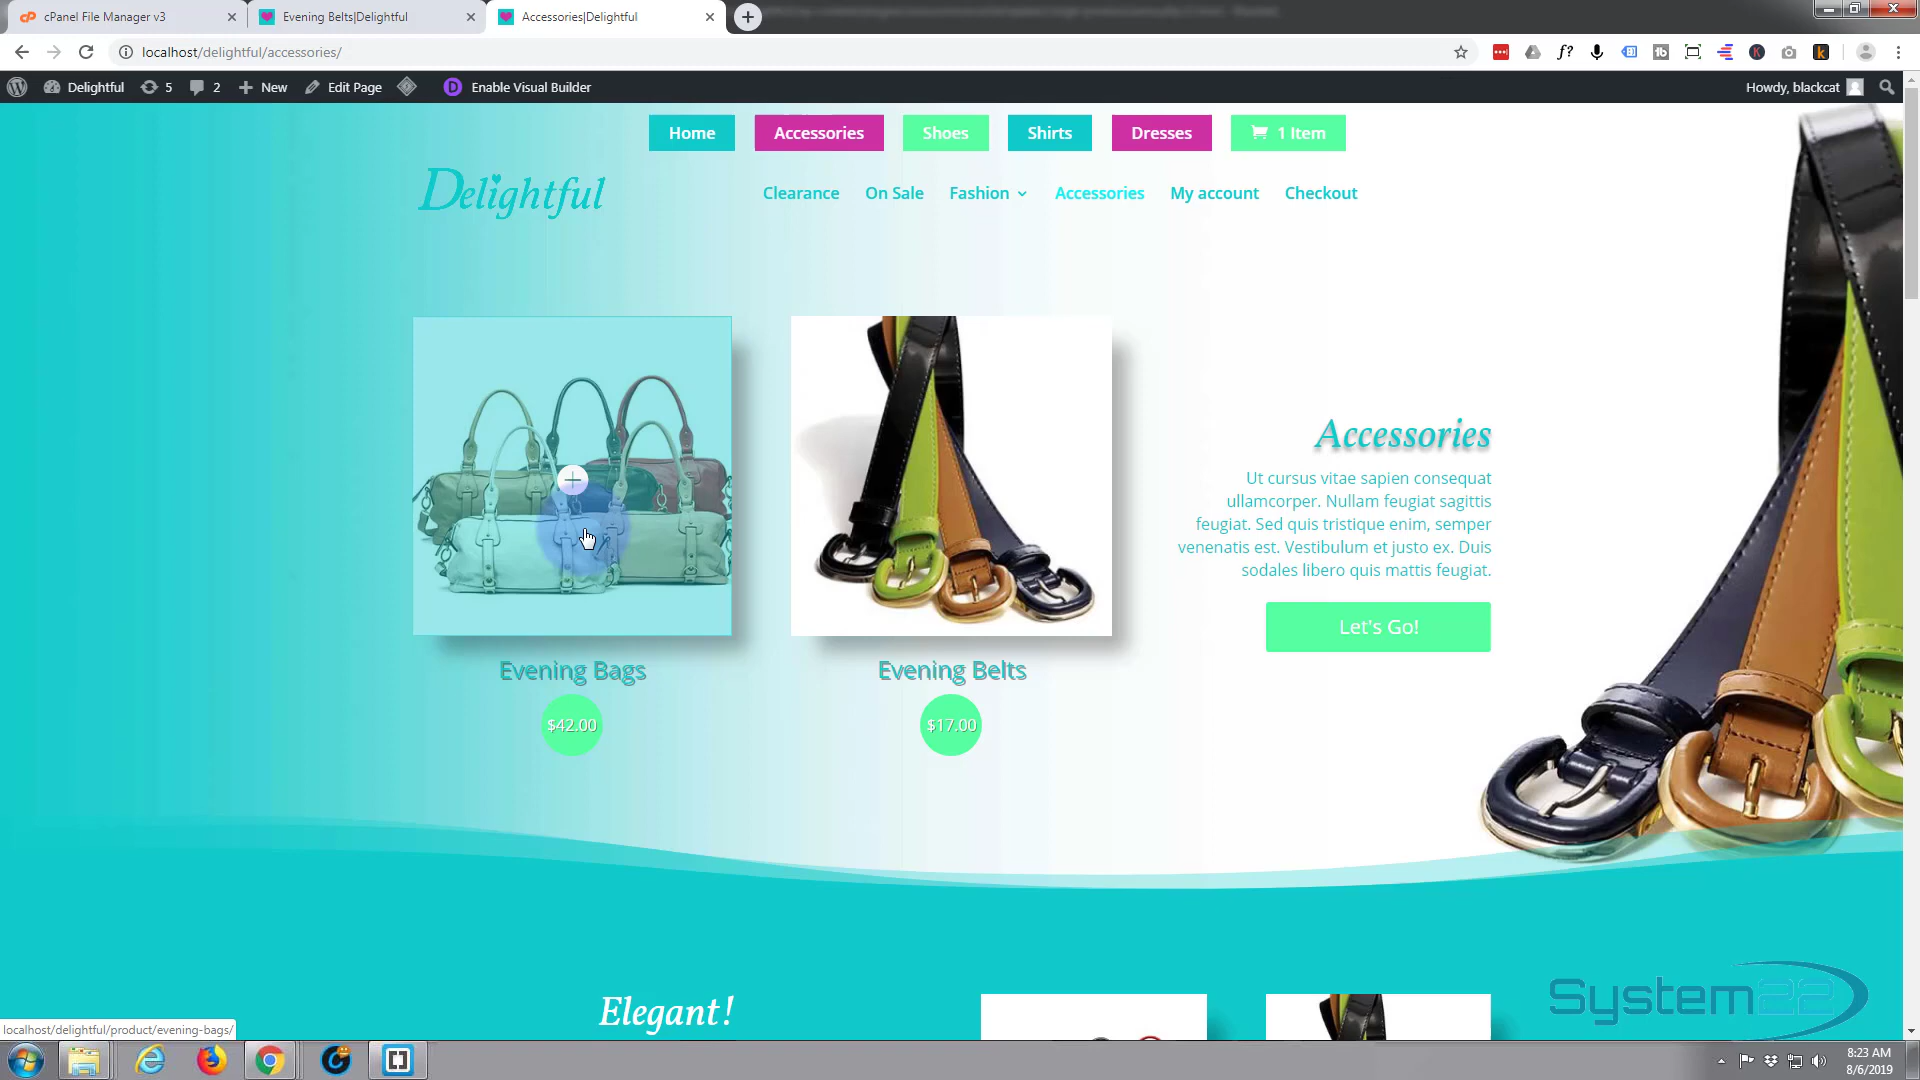 cPanel File Manager v3
Evening Belts|Delightful
Accessories|Delightful
localhost/delightful/accessories/
Delightful
5
2
New
Edit Page
Enable Visual Builder
Howdy, blackcat
Home
Accessories
Shoes
Shirts
Dresses
1 Item
Delightful
Clearance
On Sale
Fashion
Accessories
My account
Checkout
Accessories
Ut cursus vitae sapien consequat
ullamcorper. Nullam feugiat sagittis
feugiat. Sed quis tristique enim, semper
venenatis est. Vestibulum et justo ex. Duis
sodales libero quis mattis feugiat.
Let's Go!
Evening Bags
Evening Belts
$42.00
$17.00
Elegant!
System22
localhost/delightful/product/evening-bags/
8:23 AM
8/6/2019